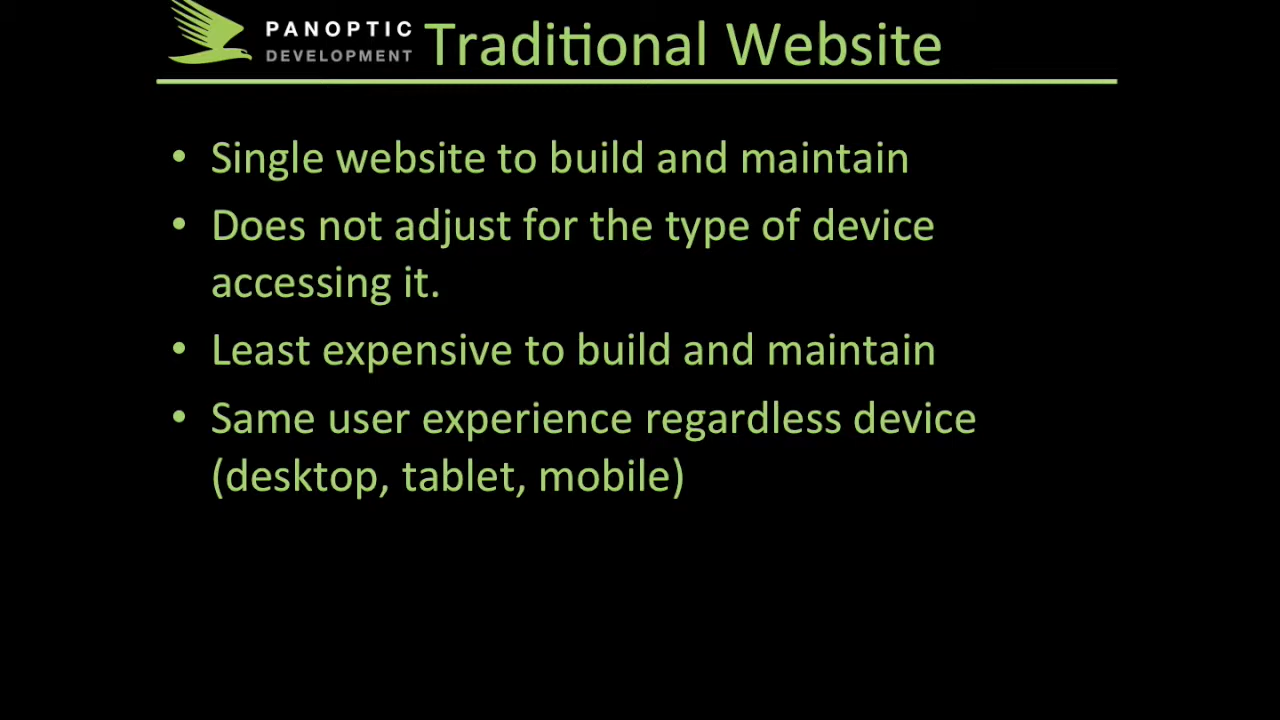 PANOPTIC
DEVELOPMENT
Traditional Website
• Single website to build and maintain
• Does not adjust for the type of device
accessing it.
• Least expensive to build and maintain
• Same user experience regardless device
(desktop, tablet, mobile)